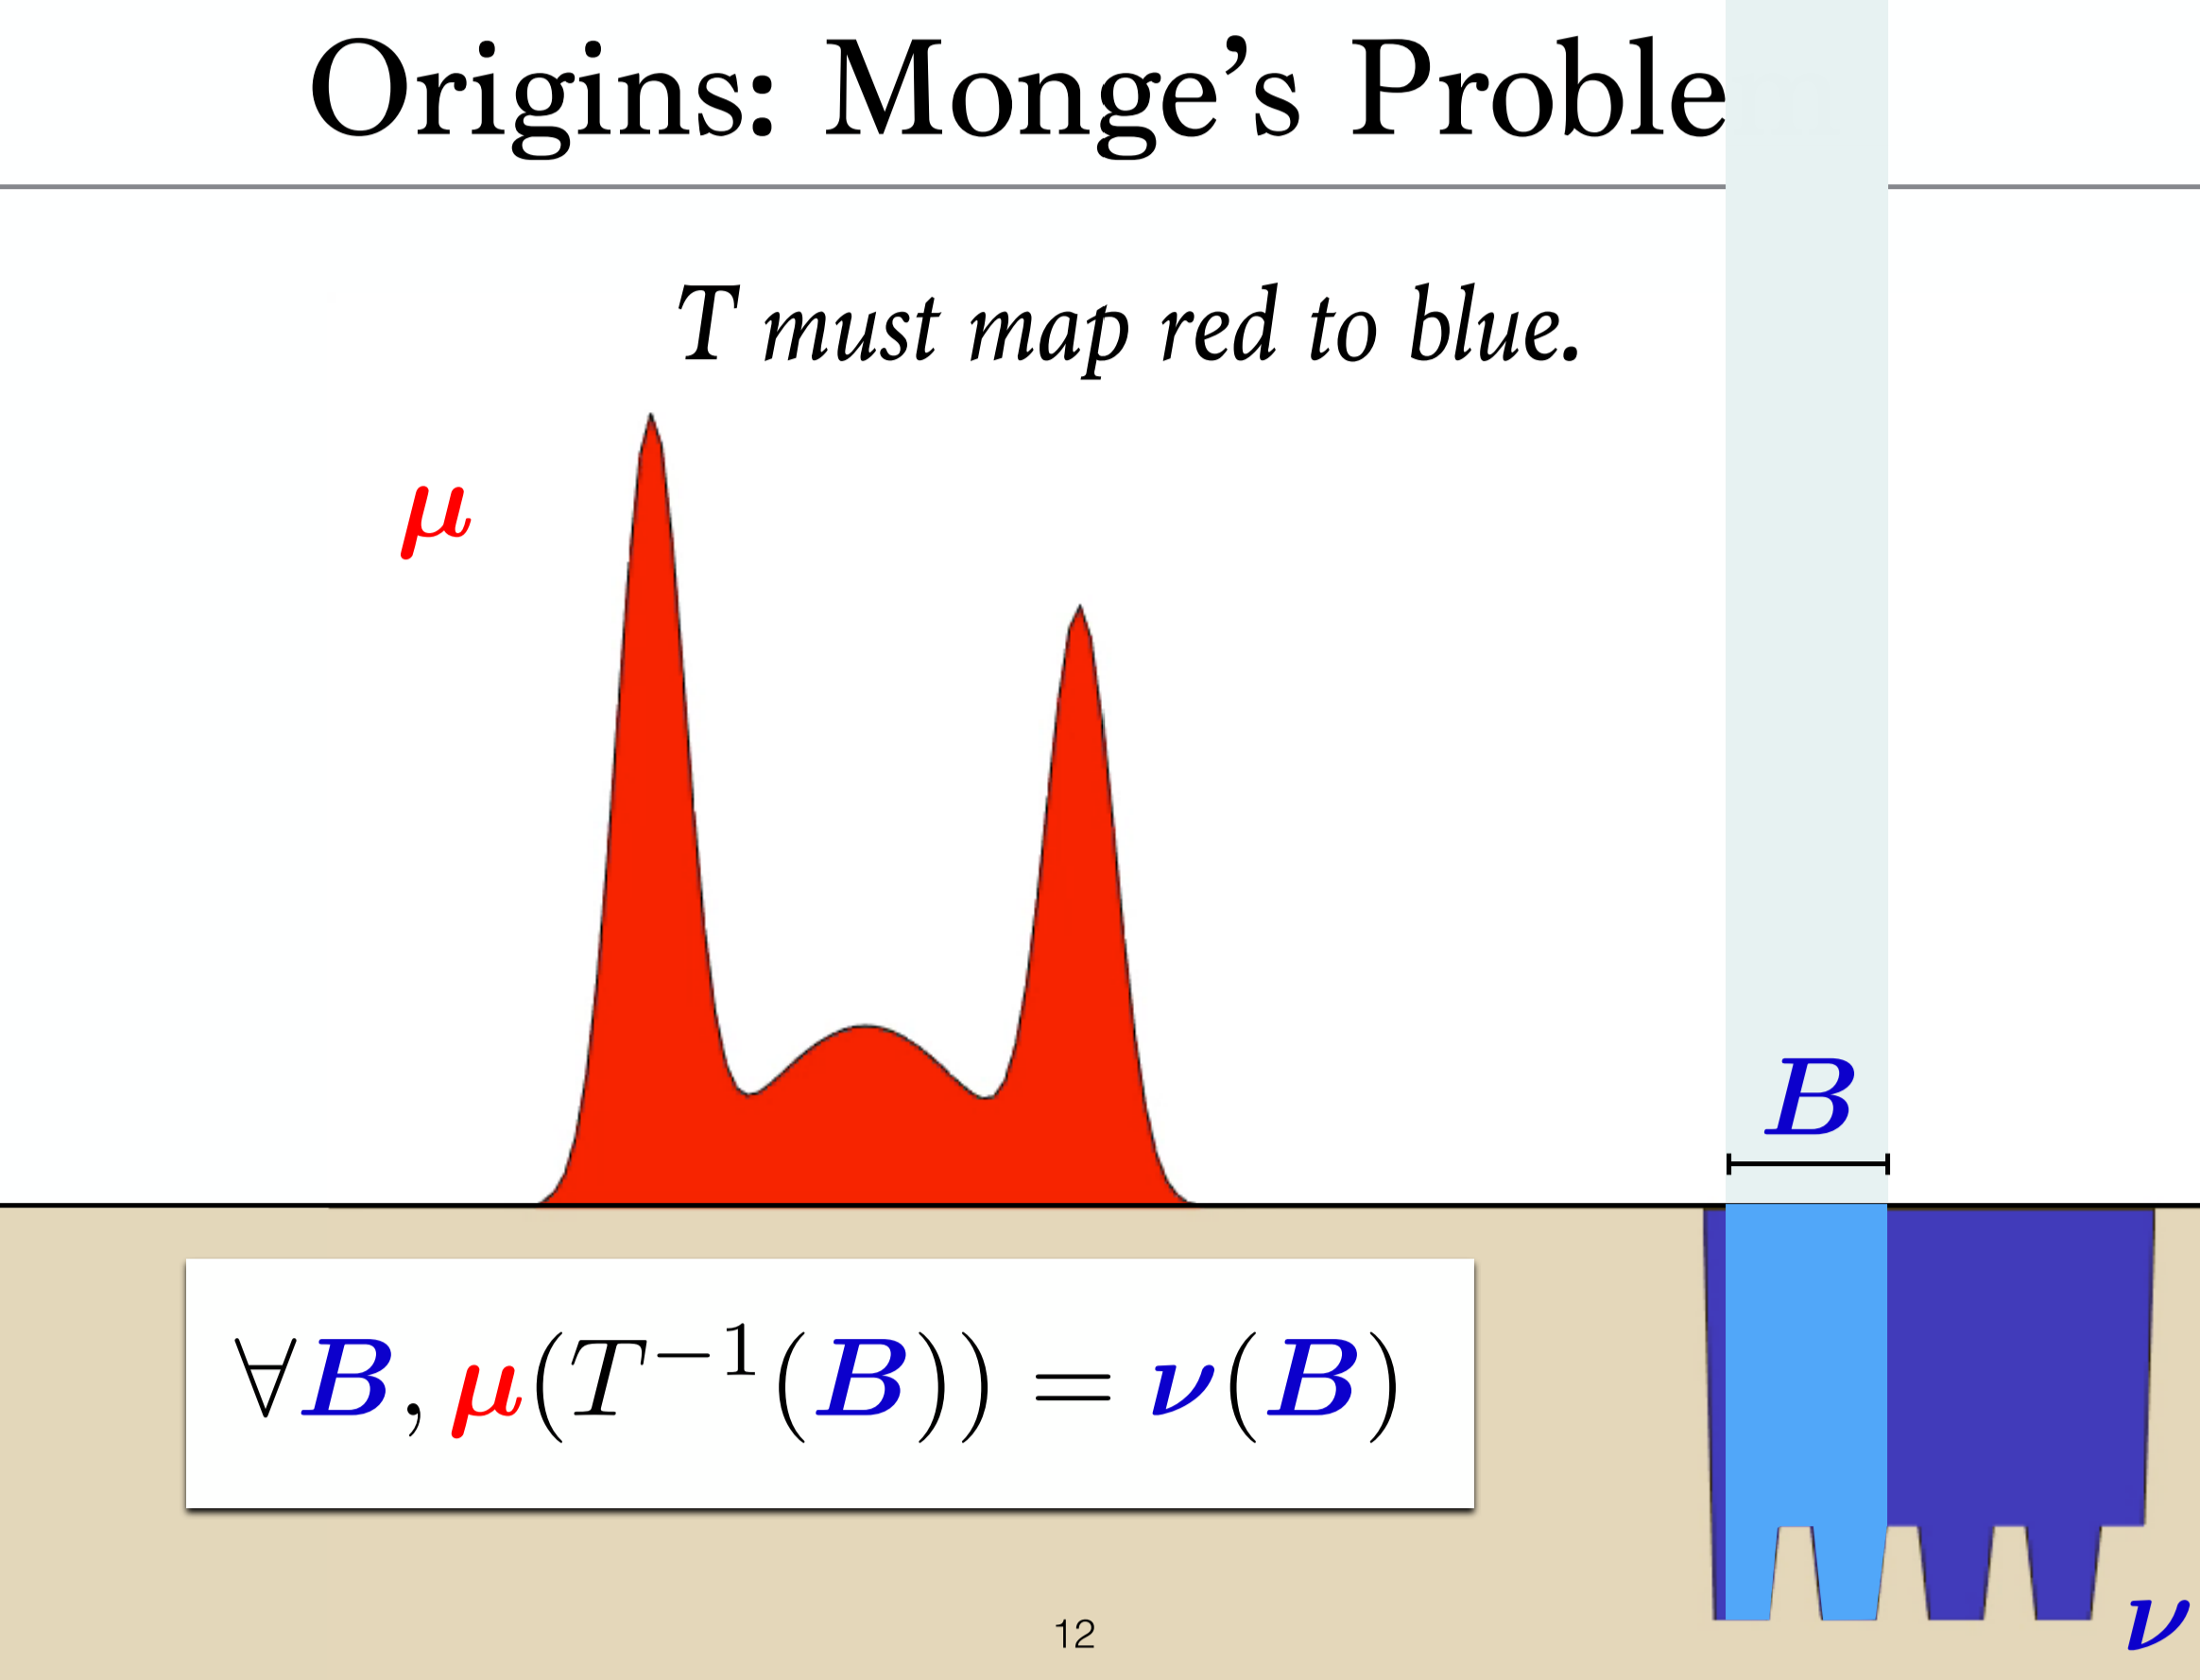 Origins: Monge's Proble
T must map red to blue.
μ
B
∀B, μ(T⁻¹(B)) = ν(B)
12
ν